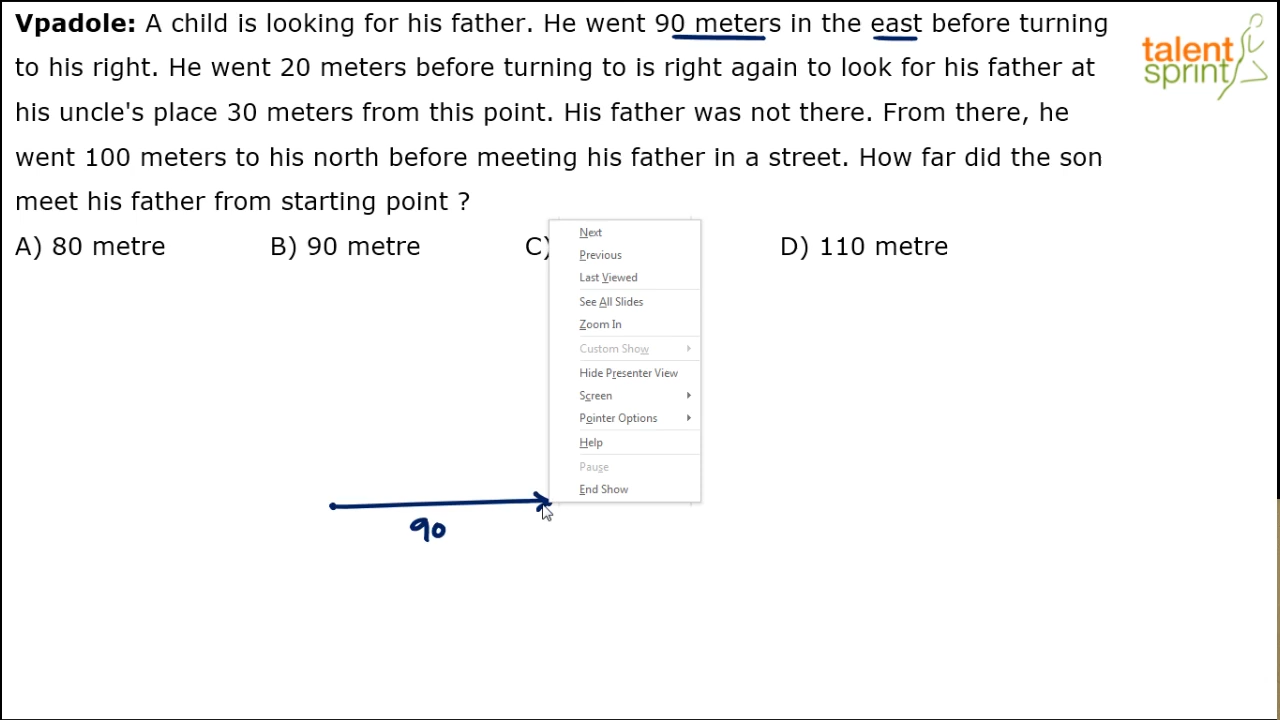 Vpadole: A child is looking for his father. He went 90 meters in the east before turning
to his right. He went 20 meters before turning to is right again to look for his father at
his uncle's place 30 meters from this point. His father was not there. From there, he
went 100 meters to his north before meeting his father in a street. How far did the son
meet his father from starting point ?
A) 80 metre B) 90 metre C) D) 110 metre
talent
sprint
Next
Previous
Last Viewed
See All Slides
Zoom In
Custom Show
Hide Presenter View
Screen
Pointer Options
Help
Pause
End Show
90